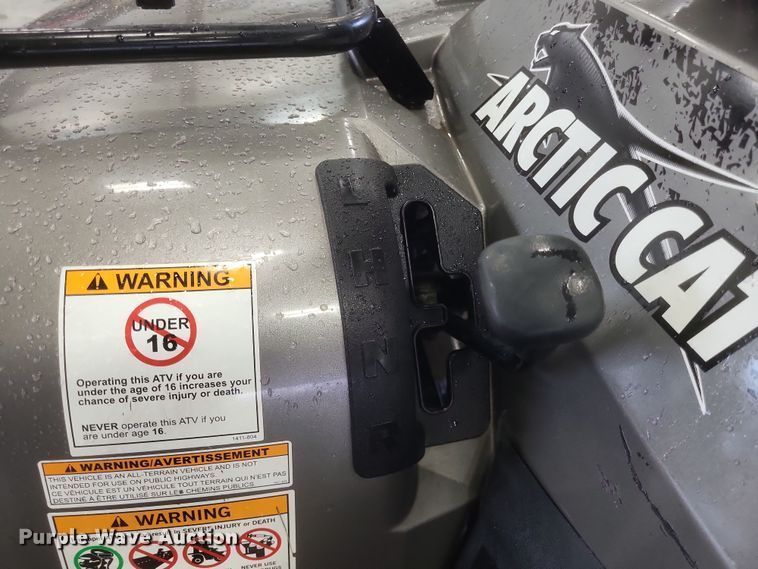 ARCTIC CAT
L
H
N
R
WARNING
UNDER
16
Operating this ATV if you are
under the age of 16 increases your
chance of severe injury or death.
NEVER operate this ATV if you
are under age 16.
1411-604
WARNING/AVERTISSEMENT
THIS VEHICLE IS AN ALL-TERRAIN VEHICLE AND IS NOT
INTENDED FOR USE ON PUBLIC HIGHWAYS.
CE VÉHICULE EST UN VÉHICULE TOUT TERRAIN QUI N'EST PAS
DESTINÉ À ÊTRE UTILISÉ SUR LES CHEMINS PUBLICS.
WARNING
in SEVERE INJURY or DEATH
Purple Wave Auction